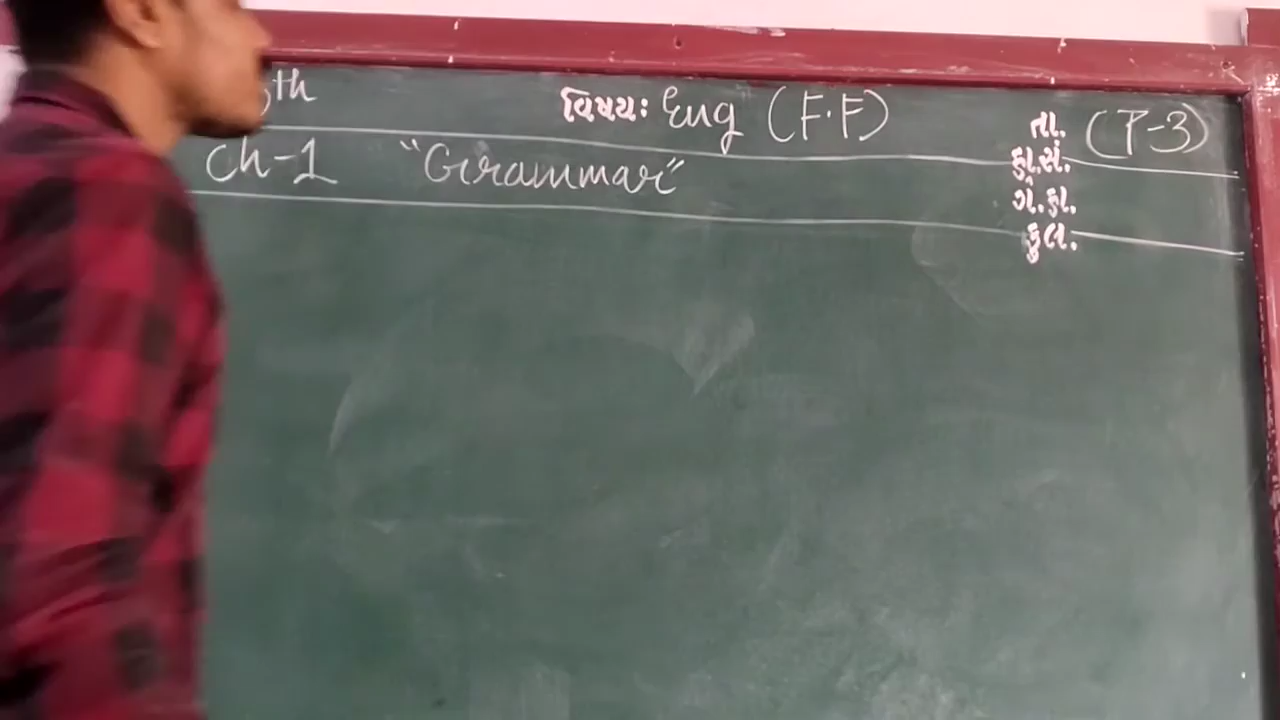 th વિષય: Eng (F.F) તા. (P-3)
Ch-1 "Grammar" કા.સં.
ગે.કા.
કુલ.